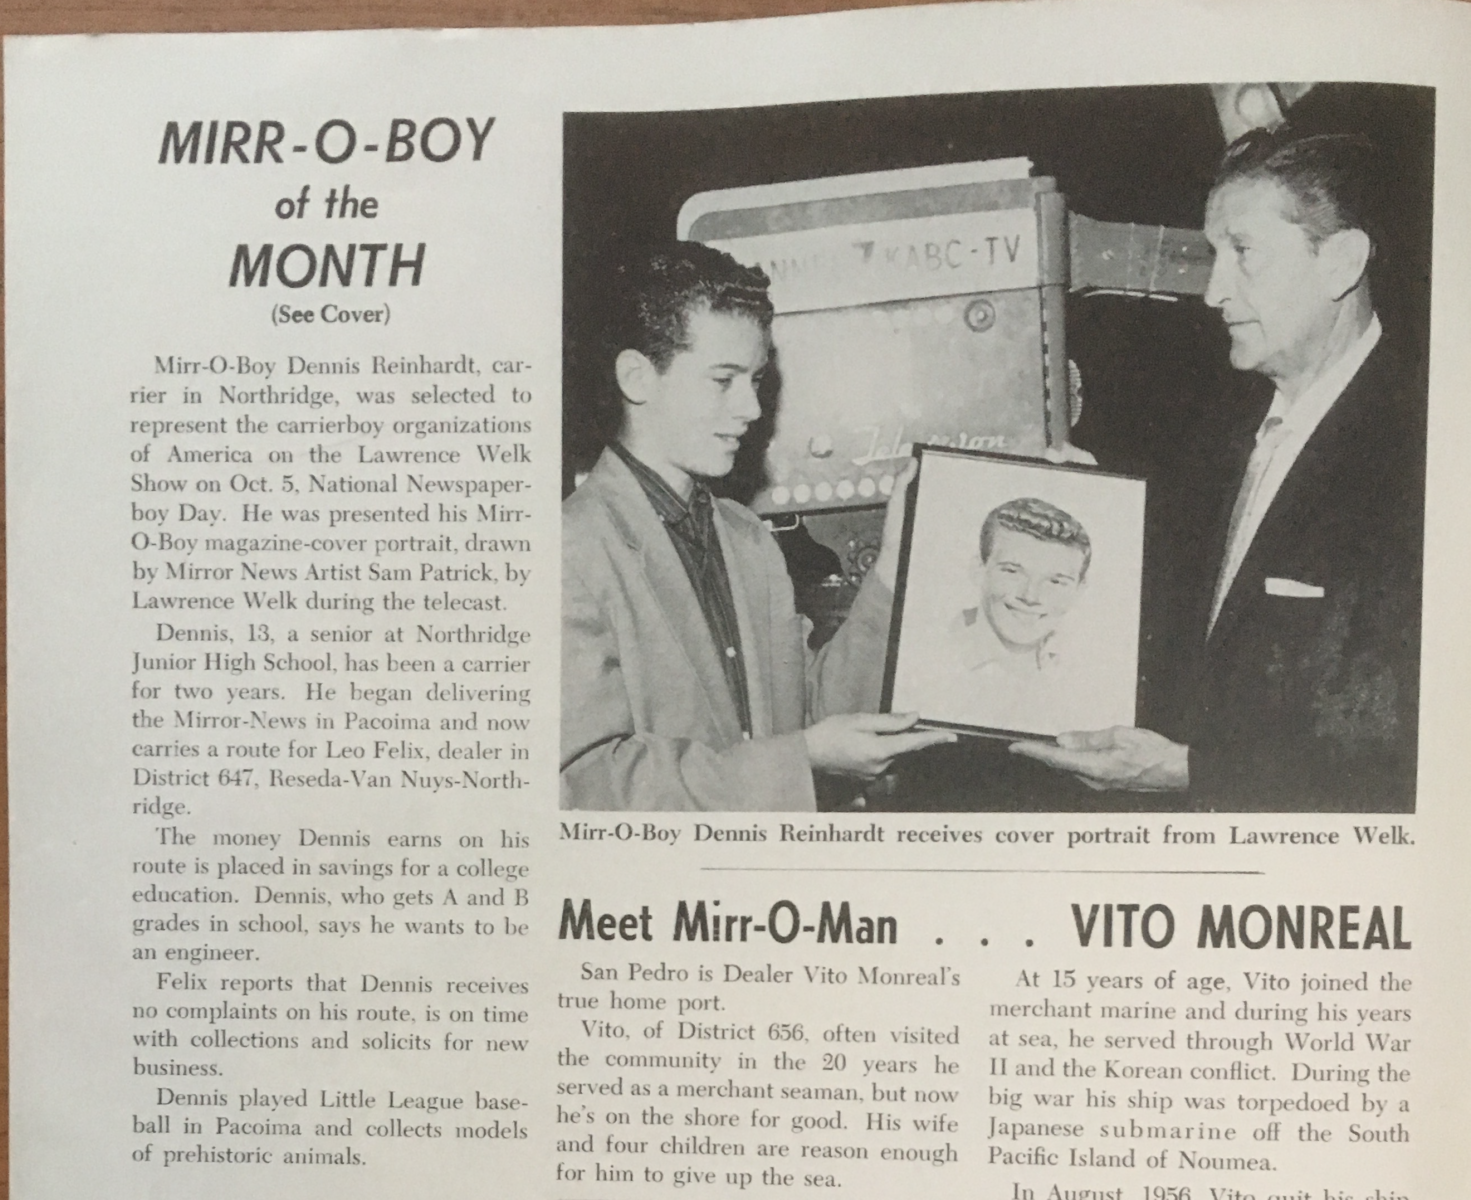 MIRR-O-BOY
of the
MONTH
(See Cover)
Mirr-O-Boy Dennis Reinhardt, car-
rier in Northridge, was selected to
represent the carrierboy organizations
of America on the Lawrence Welk
Show on Oct. 5, National Newspaper-
boy Day. He was presented his Mirr-
O-Boy magazine-cover portrait, drawn
by Mirror News Artist Sam Patrick, by
Lawrence Welk during the telecast.
Dennis, 13, a senior at Northridge
Junior High School, has been a carrier
for two years. He began delivering
the Mirror-News in Pacoima and now
carries a route for Leo Felix, dealer in
District 647, Reseda-Van Nuys-North-
ridge.
The money Dennis earns on his
route is placed in savings for a college
education. Dennis, who gets A and B
grades in school, says he wants to be
an engineer.
Felix reports that Dennis receives
no complaints on his route, is on time
with collections and solicits for new
business.
Dennis played Little League base-
ball in Pacoima and collects models
of prehistoric animals.
7 KABC-TV
Mirr-O-Boy Dennis Reinhardt receives cover portrait from Lawrence Welk.
Meet Mirr-O-Man . . . VITO MONREAL
San Pedro is Dealer Vito Monreal's
true home port.
Vito, of District 656, often visited
the community in the 20 years he
served as a merchant seaman, but now
he's on the shore for good. His wife
and four children are reason enough
for him to give up the sea.
At 15 years of age, Vito joined the
merchant marine and during his years
at sea, he served through World War
II and the Korean conflict. During the
big war his ship was torpedoed by a
Japanese submarine off the South
Pacific Island of Noumea.
In August, 1956, Vito quit his ship